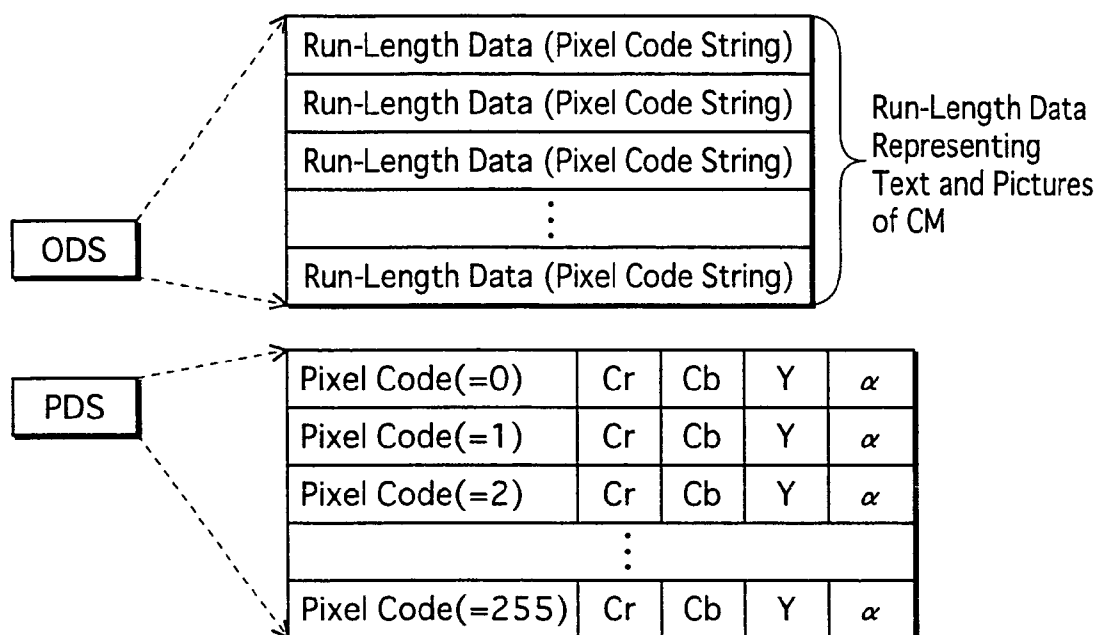 Run-Length Data (Pixel Code String)
Run-Length Data (Pixel Code String)
Run-Length Data (Pixel Code String)
⋮
Run-Length Data (Pixel Code String)
Run-Length Data
Representing
Text and Pictures
of CM
ODS
PDS
Pixel Code(=0) Cr Cb Y α
Pixel Code(=1) Cr Cb Y α
Pixel Code(=2) Cr Cb Y α
⋮
Pixel Code(=255) Cr Cb Y α